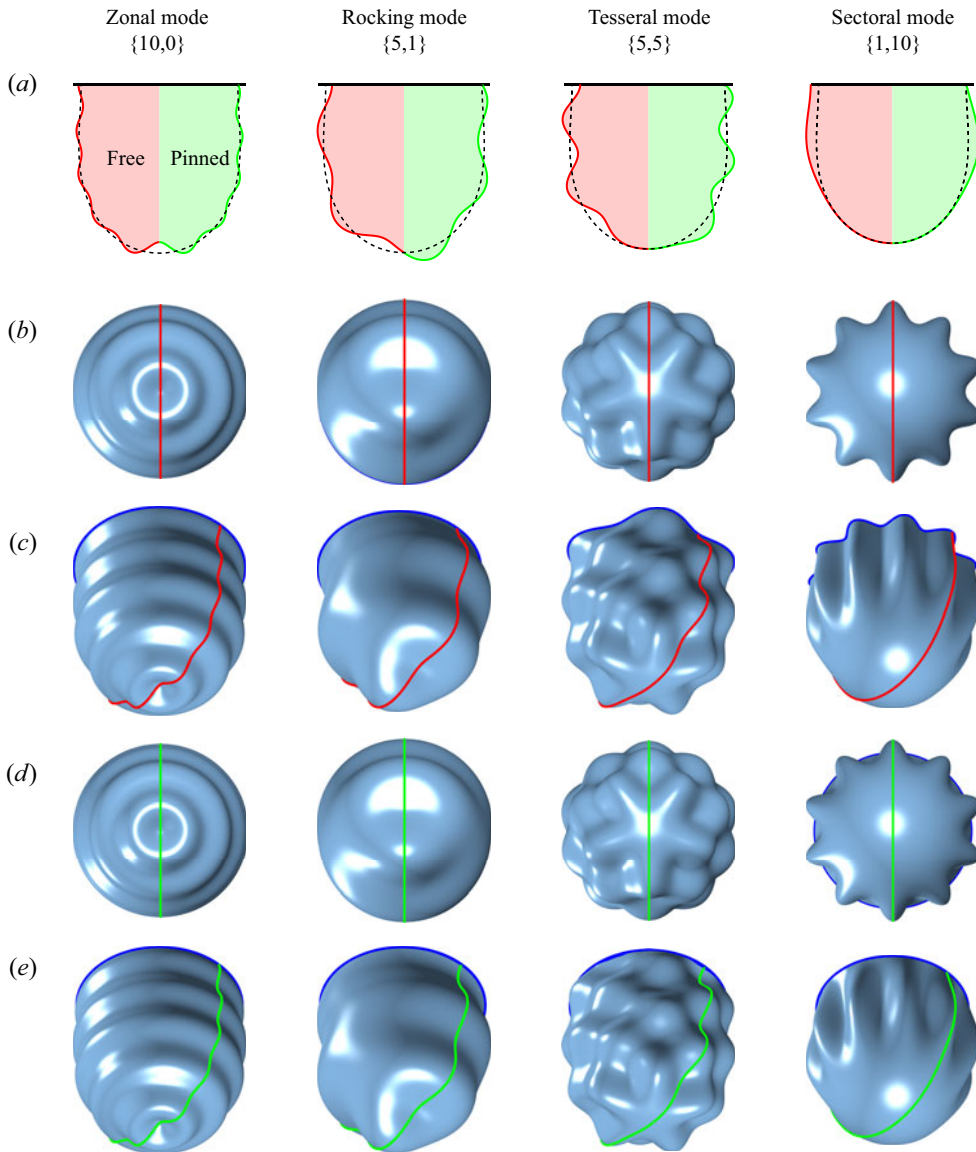 Zonal mode
{10,0}
Rocking mode
{5,1}
Tesseral mode
{5,5}
Sectoral mode
{1,10}
(a)
Free
Pinned
(b)
(c)
(d)
(e)